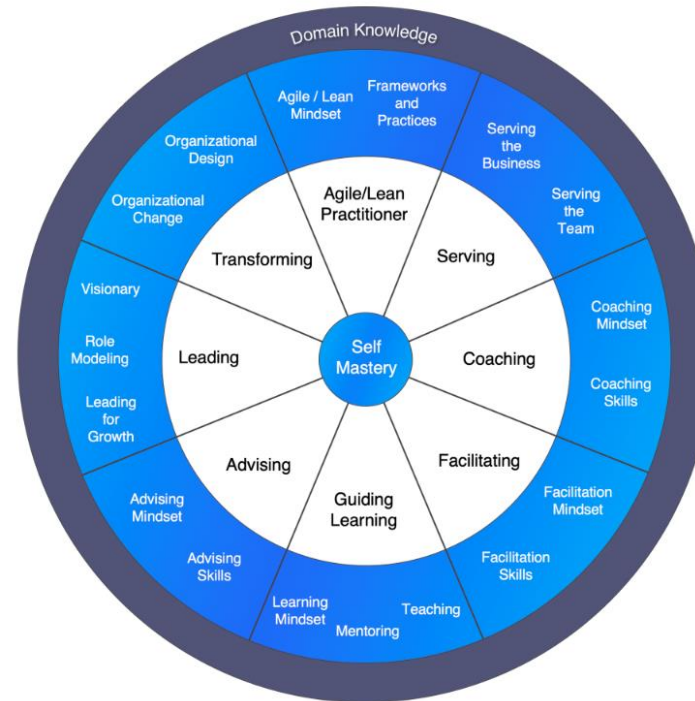 Domain Knowledge
Agile / Lean
Mindset
Frameworks
and
Practices
Serving
the
Business
Serving
the
Team
Coaching
Mindset
Coaching
Skills
Facilitation
Mindset
Facilitation
Skills
Teaching
Mentoring
Learning
Mindset
Advising
Skills
Advising
Mindset
Leading
for
Growth
Role
Modeling
Visionary
Organizational
Change
Organizational
Design
Agile/Lean
Practitioner
Serving
Coaching
Facilitating
Guiding
Learning
Advising
Leading
Transforming
Self
Mastery